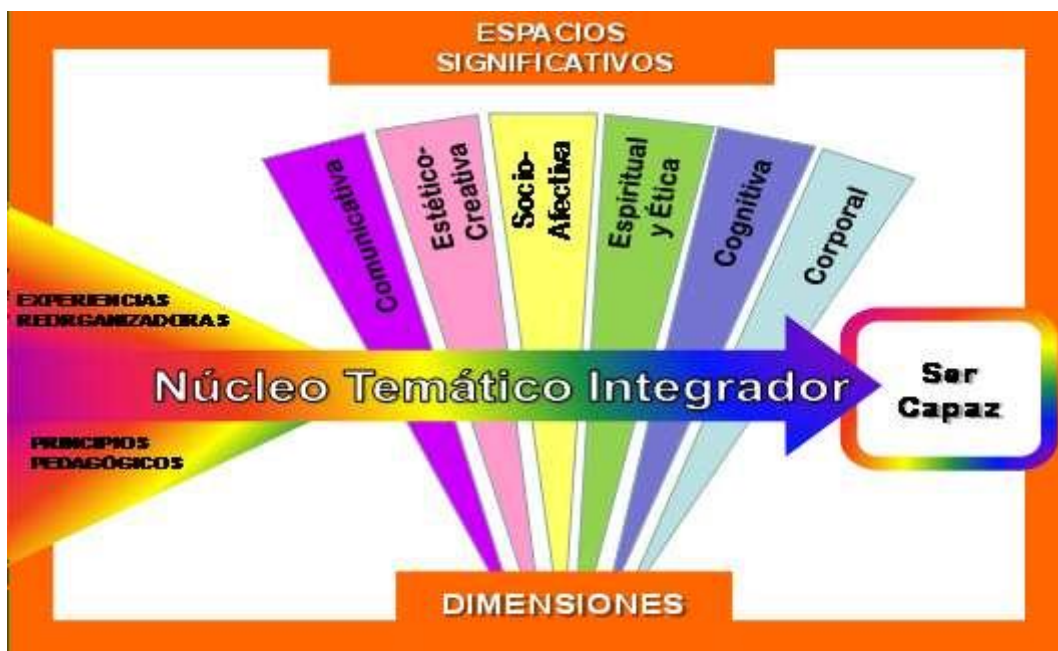 ESPACIOS
SIGNIFICATIVOS
Comunicativa
Estético-
Creativa
Socio-
Afectiva
Espiritual
y Ética
Cognitiva
Corporal
EXPERIENCIAS
REORGANIZADORAS
Núcleo Temático Integrador
Ser
Capaz
PRINCIPIOS
PEDAGÓGICOS
DIMENSIONES